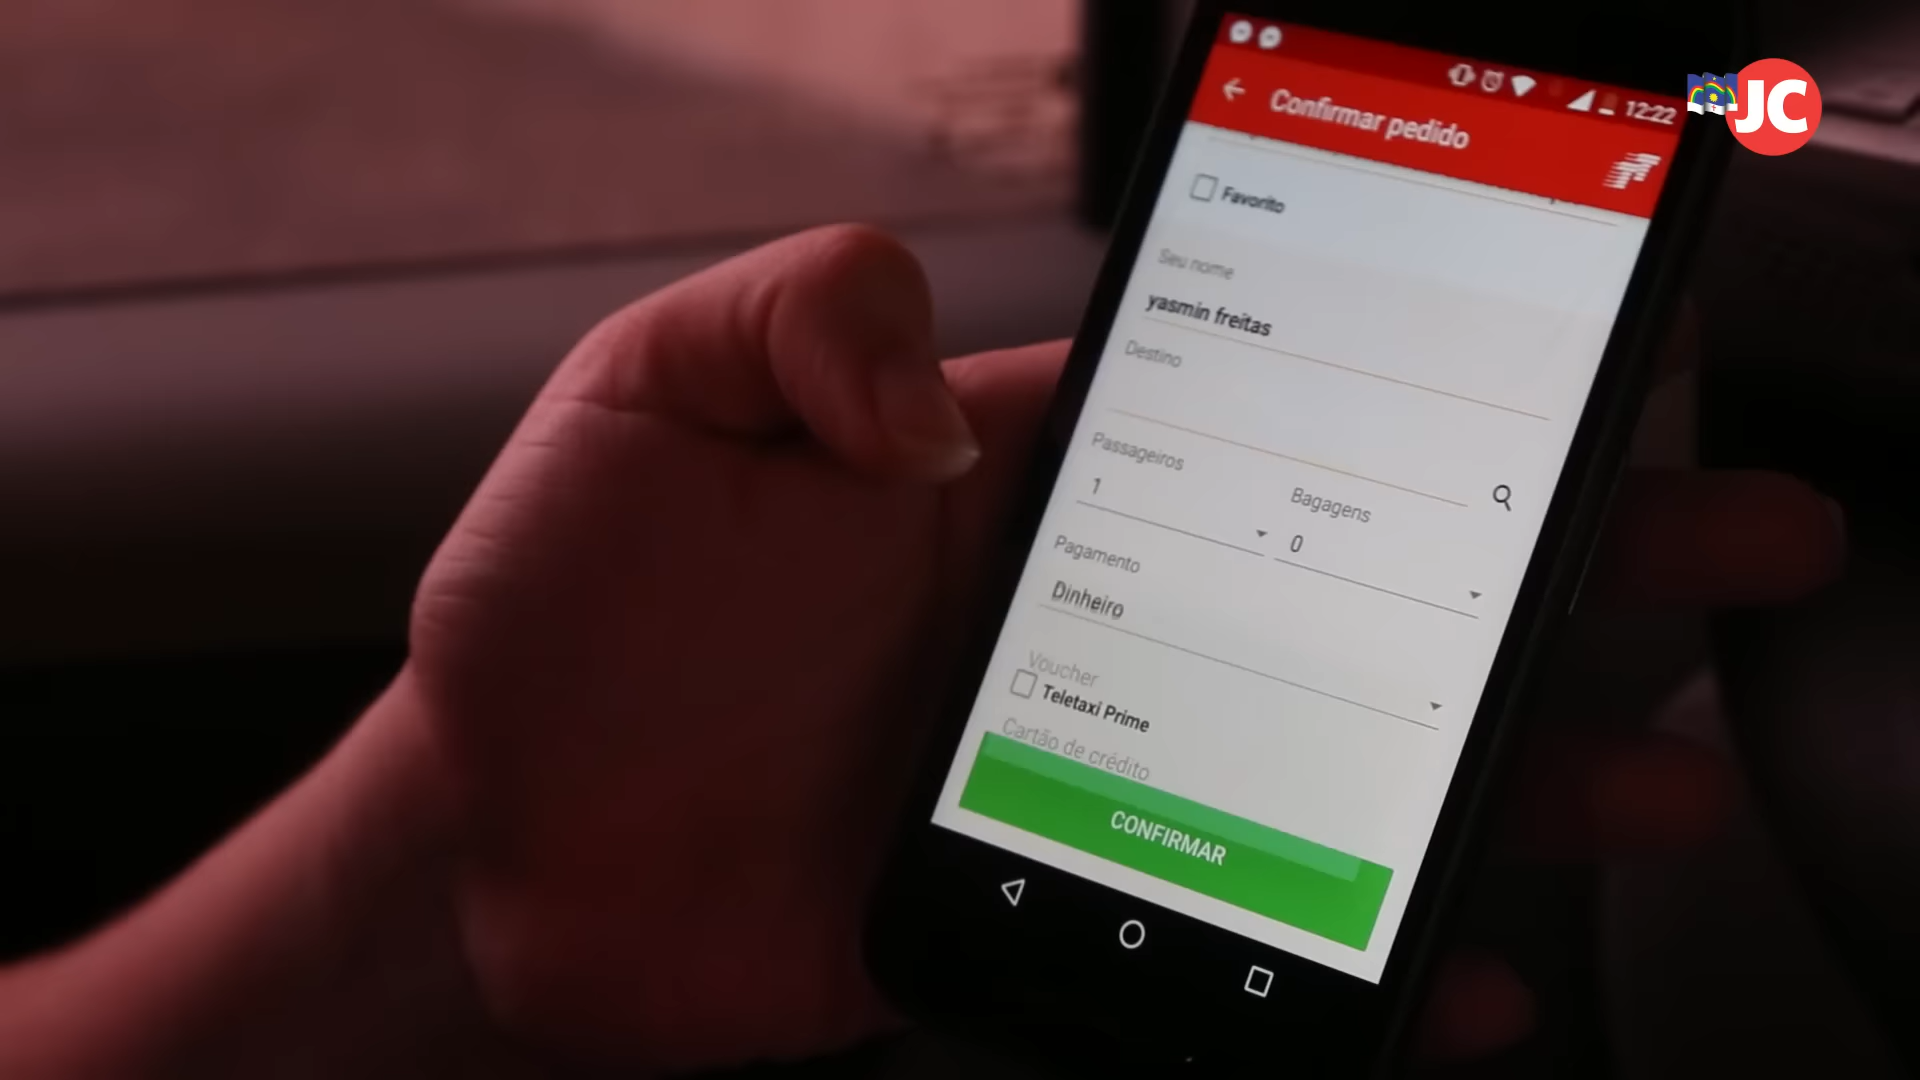 JC
12:22
Confirmar pedido
Favorito
Seu nome
yasmin freitas
Destino
Passageiros
1
Bagagens
0
Pagamento
Dinheiro
Voucher
Teletaxi Prime
Cartão de crédito
CONFIRMAR